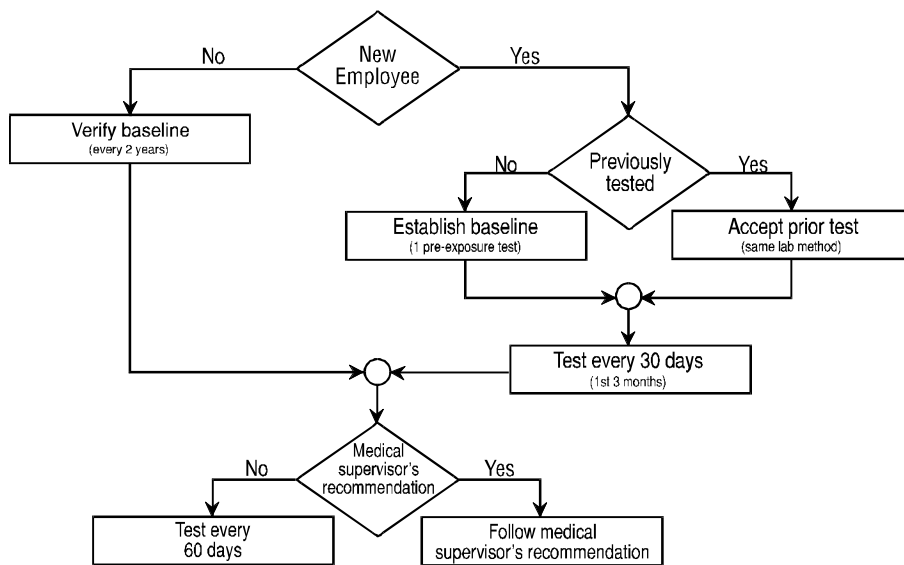 New
Employee
No
Yes
Verify baseline
(every 2 years)
Previously
tested
No
Yes
Establish baseline
(1 pre-exposure test)
Accept prior test
(same lab method)
Test every 30 days
(1st 3 months)
Medical
supervisor's
recommendation
No
Yes
Test every
60 days
Follow medical
supervisor's recommendation